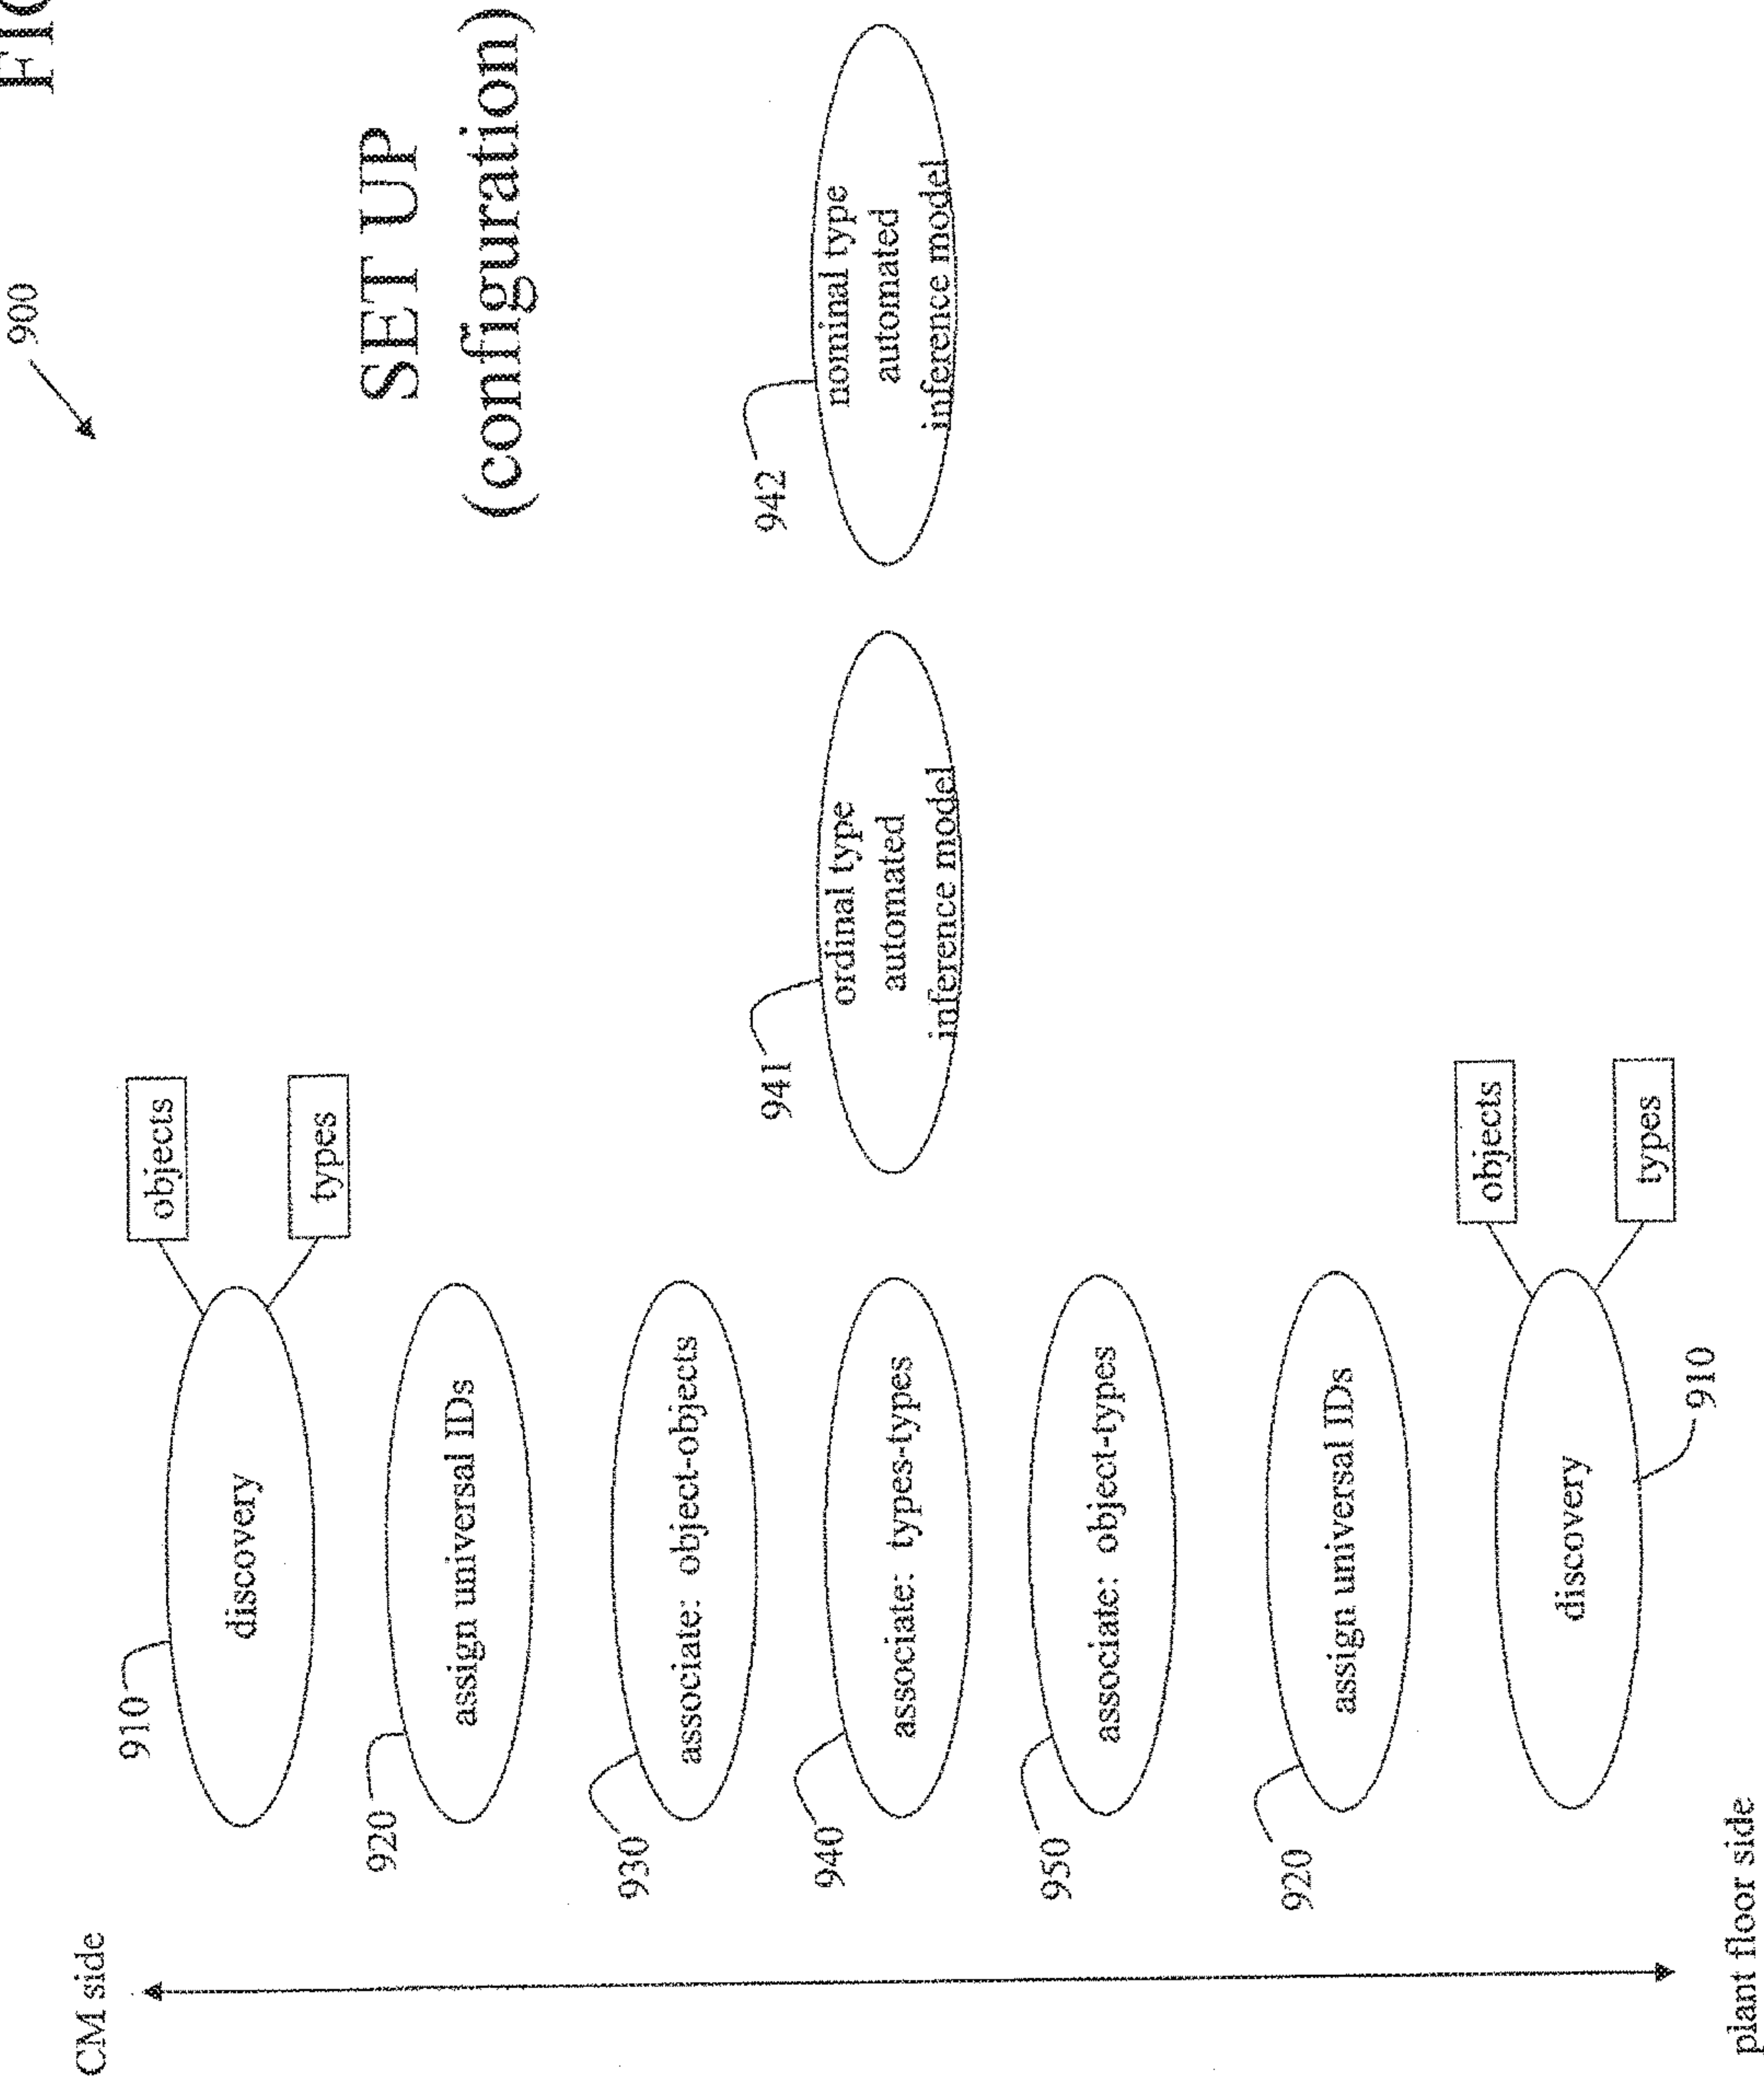 900
SET UP
(configuration)
CM side
910
discovery
objects
types
920
assign universal IDs
930
associate: object-objects
940
associate: types-types
941
ordinal type
automated
inference model
942
nominal type
automated
inference model
950
associate: object-types
920
assign universal IDs
discovery
910
objects
types
plant floor side